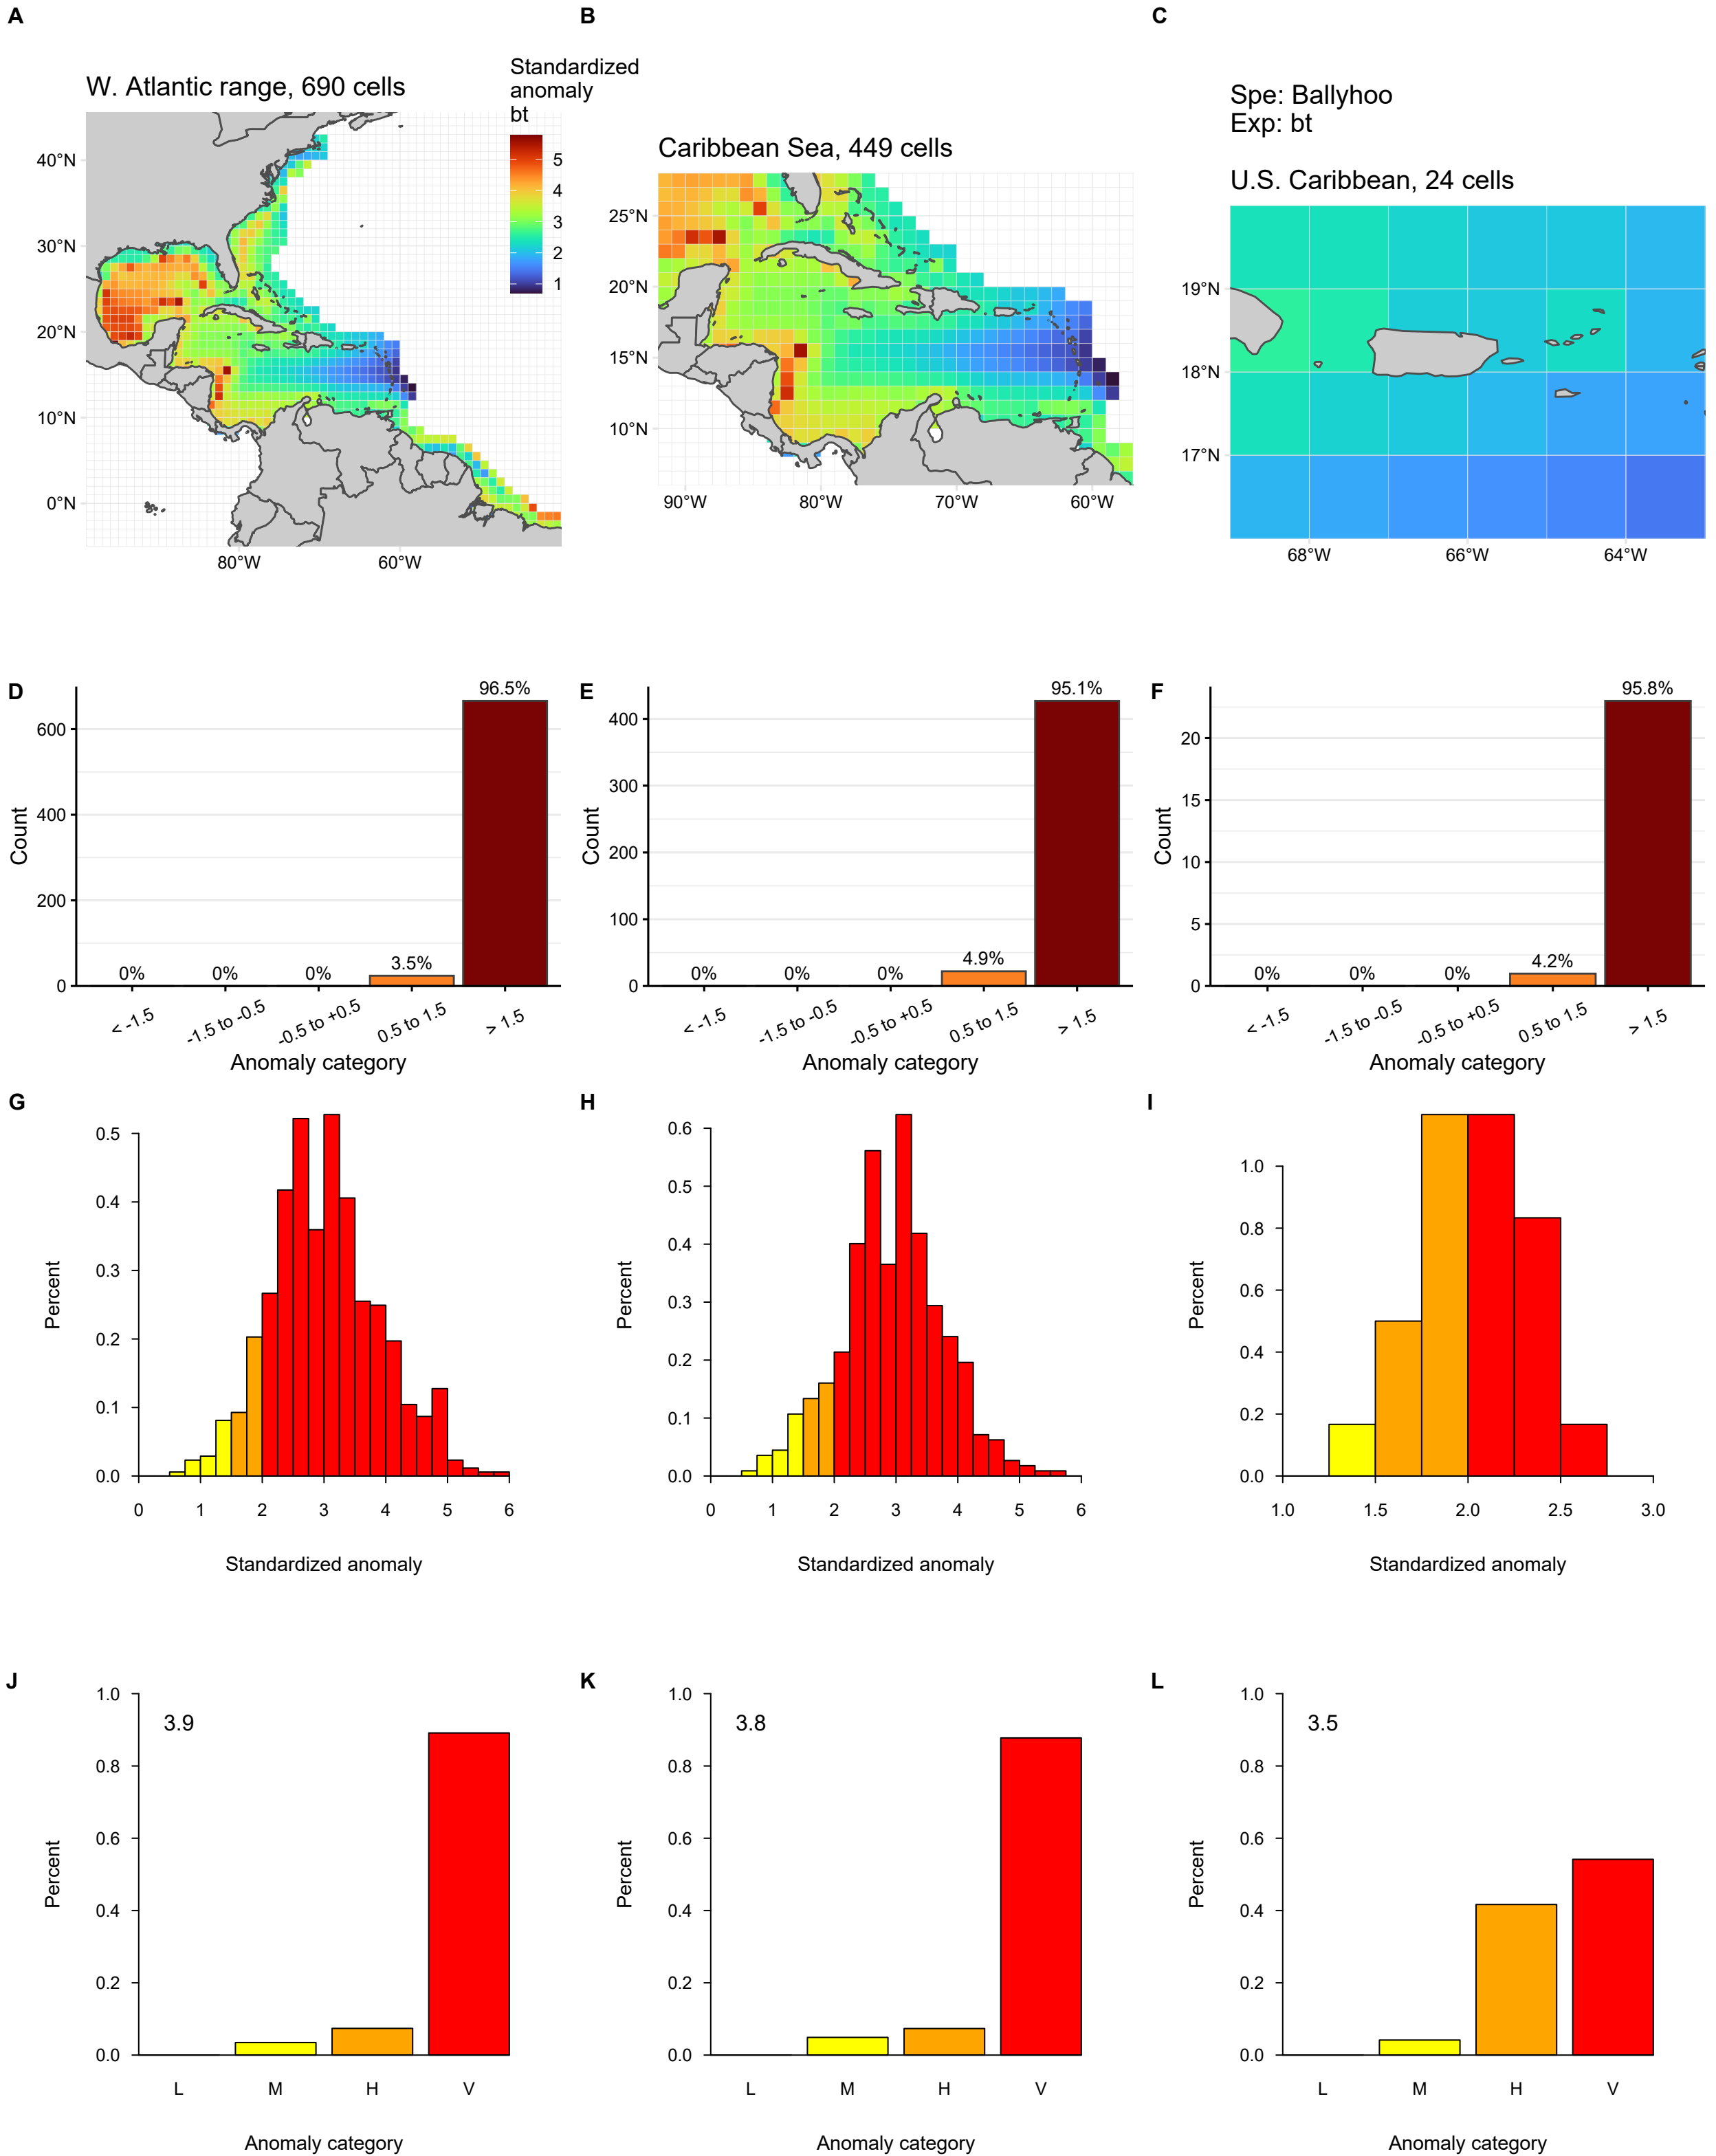 A
B
C
W. Atlantic range, 690 cells
Standardized
anomaly
bt
5
4
3
2
1
40°N
30°N
20°N
10°N
0°N
80°W
60°W
Caribbean Sea, 449 cells
25°N
20°N
15°N
10°N
90°W
80°W
70°W
60°W
Spe: Ballyhoo
Exp: bt
U.S. Caribbean, 24 cells
19°N
18°N
17°N
68°W
66°W
64°W
D
Count
600
400
200
0
0%
0%
0%
3.5%
96.5%
< -1.5
-1.5 to -0.5
-0.5 to +0.5
0.5 to 1.5
> 1.5
Anomaly category
E
Count
400
300
200
100
0
0%
0%
0%
4.9%
95.1%
< -1.5
-1.5 to -0.5
-0.5 to +0.5
0.5 to 1.5
> 1.5
Anomaly category
F
Count
20
15
10
5
0
0%
0%
0%
4.2%
95.8%
< -1.5
-1.5 to -0.5
-0.5 to +0.5
0.5 to 1.5
> 1.5
Anomaly category
G
Percent
0.5
0.4
0.3
0.2
0.1
0.0
0
1
2
3
4
5
6
Standardized anomaly
H
Percent
0.6
0.5
0.4
0.3
0.2
0.1
0.0
0
1
2
3
4
5
6
Standardized anomaly
I
Percent
1.0
0.8
0.6
0.4
0.2
0.0
1.0
1.5
2.0
2.5
3.0
Standardized anomaly
J
3.9
Percent
1.0
0.8
0.6
0.4
0.2
0.0
L
M
H
V
Anomaly category
K
3.8
Percent
1.0
0.8
0.6
0.4
0.2
0.0
L
M
H
V
Anomaly category
L
3.5
Percent
1.0
0.8
0.6
0.4
0.2
0.0
L
M
H
V
Anomaly category